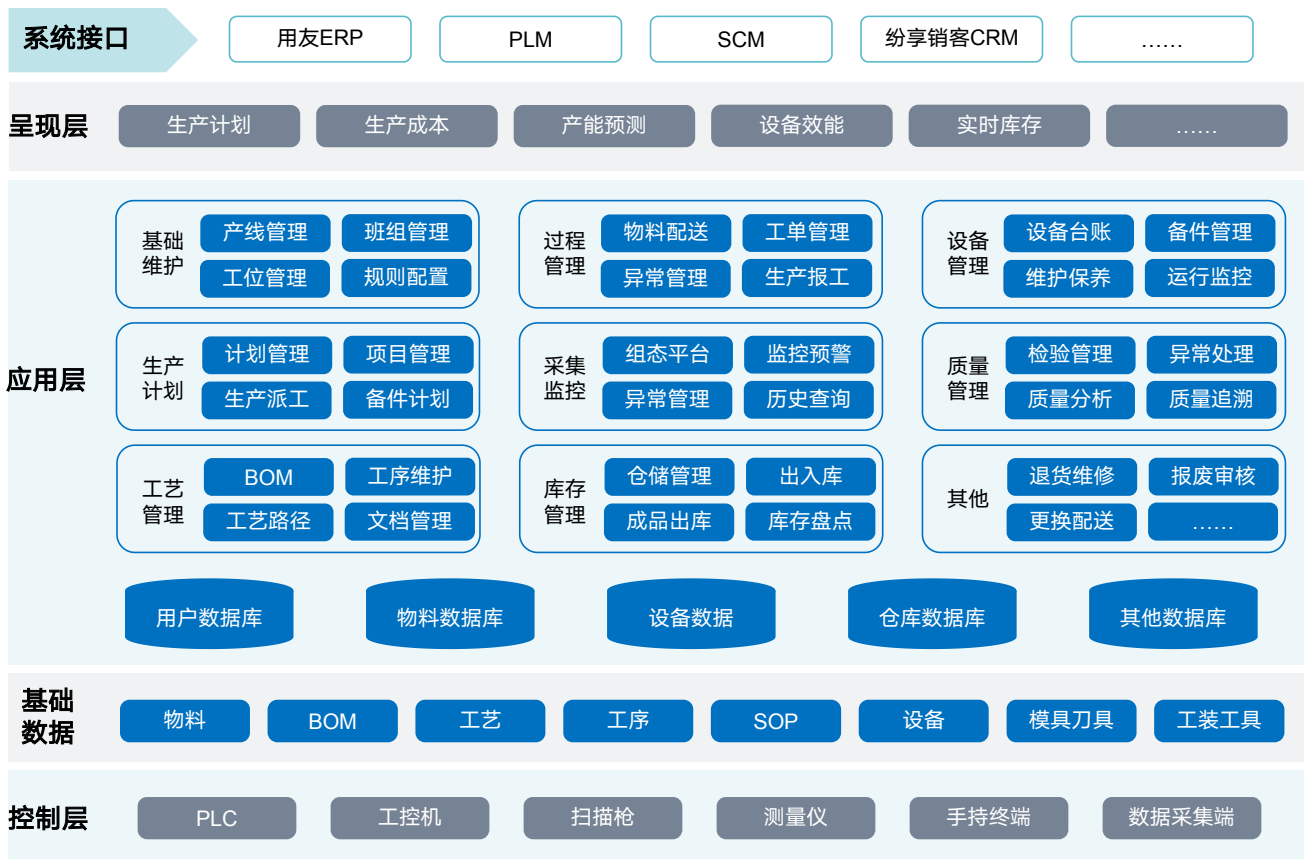 系统接口
用友ERP
PLM
SCM
纷享销客CRM
……
呈现层
生产计划
生产成本
产能预测
设备效能
实时库存
……
应用层
基础
维护
产线管理
班组管理
工位管理
规则配置
过程
管理
物料配送
工单管理
异常管理
生产报工
设备
管理
设备台账
备件管理
维护保养
运行监控
生产
计划
计划管理
项目管理
生产派工
备件计划
采集
监控
组态平台
监控预警
异常管理
历史查询
质量
管理
检验管理
异常处理
质量分析
质量追溯
工艺
管理
BOM
工序维护
工艺路径
文档管理
库存
管理
仓储管理
出入库
成品出库
库存盘点
其他
退货维修
报废审核
更换配送
……
用户数据库
物料数据库
设备数据
仓库数据库
其他数据库
基础
数据
物料
BOM
工艺
工序
SOP
设备
模具刀具
工装工具
控制层
PLC
工控机
扫描枪
测量仪
手持终端
数据采集端